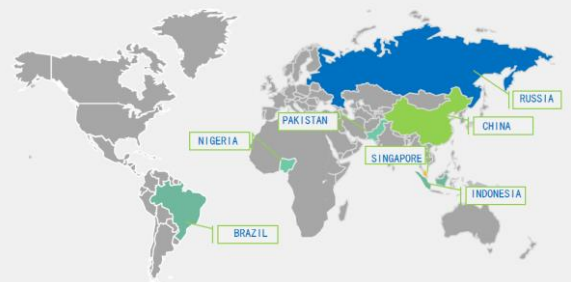 RUSSIA
PAKISTAN
CHINA
NIGERIA
SINGAPORE
INDONESIA
BRAZIL